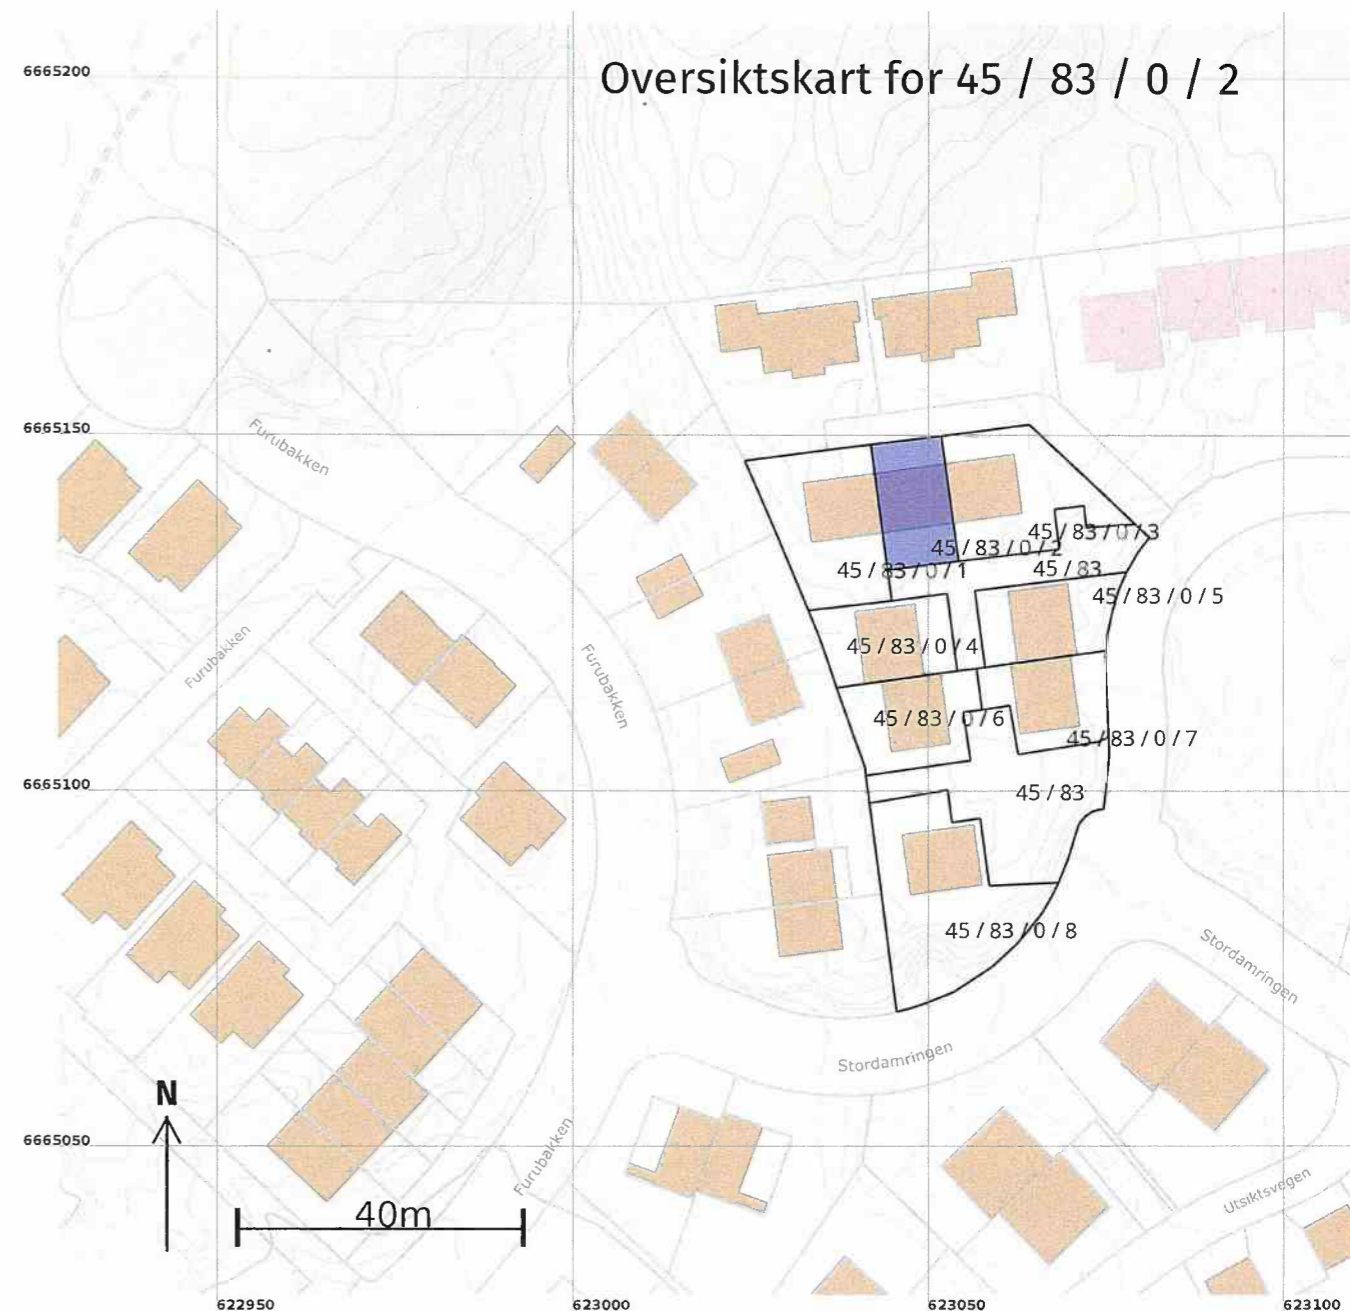 6665200
Oversiktskart for 45 / 83 / 0 / 2
6665150
Furubakken
45 / 83 / 0 / 3
45 / 83 / 0 / 2
45 / 83 / 0 / 1
45 / 83
45 / 83 / 0 / 5
Furubakken
Furubakken
45 / 83 / 0 / 4
45 / 83 / 0 / 6
45 / 83 / 0 / 7
6665100
45 / 83
45 / 83 / 0 / 8
Stordamringen
Stordamringen
N
6665050
Furubakken
Utsiktsvegen
40m
622950
623000
623050
623100